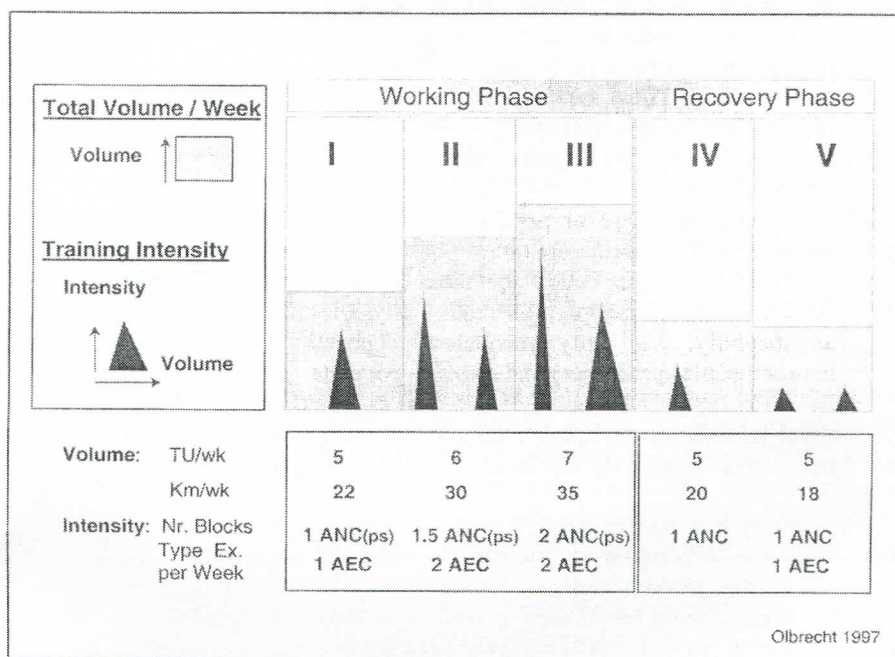 Total Volume / Week
Volume
Training Intensity
Intensity
Volume
Working Phase Recovery Phase
I II III IV V
Volume: TU/wk 5 6 7 5 5
Km/wk 22 30 35 20 18
Intensity: Nr. Blocks 1 ANC(ps) 1.5 ANC(ps) 2 ANC(ps) 1 ANC 1 ANC
Type Ex.
per Week 1 AEC 2 AEC 2 AEC 1 AEC
Olbrecht 1997